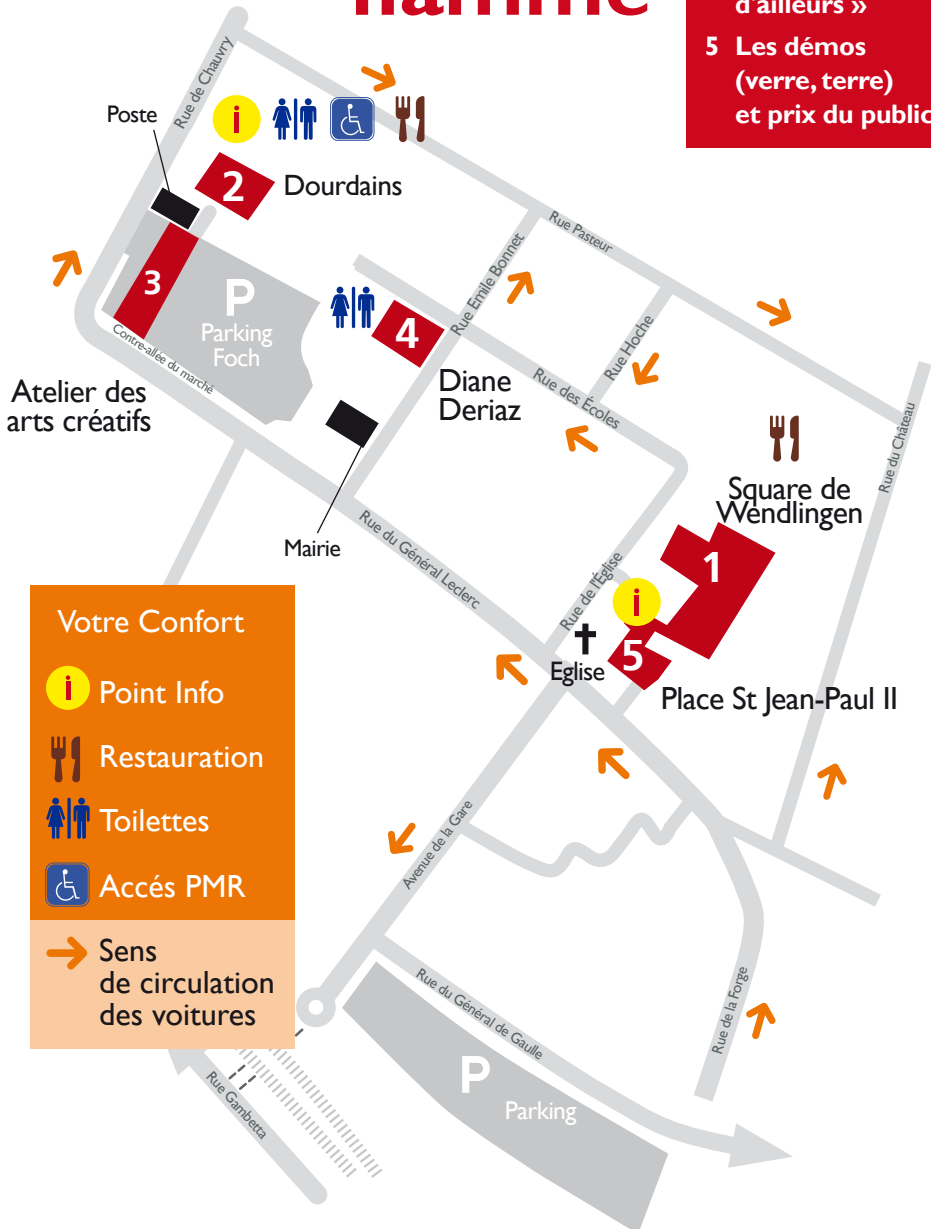 flamme
d'ailleurs »
5 Les démos
(verre, terre)
et prix du public
Rue de Chauvry
Poste
i
2
Dourdains
Rue Pasteur
Rue Emile Bonnet
3
P
Parking
Foch
4
Rue Hoche
Contre-allée du marché
Diane
Deriaz
Rue des Écoles
Atelier des
arts créatifs
Rue du Château
Square de
Wendlingen
Mairie
Rue du Général Leclerc
1
Rue de l'Église
i
5
Eglise
Place St Jean-Paul II
Votre Confort
i Point Info
Restauration
Toilettes
Accés PMR
Sens
de circulation
des voitures
Avenue de la Gare
Rue du Général de Gaulle
Rue de la Forge
P
Parking
Rue Gambetta